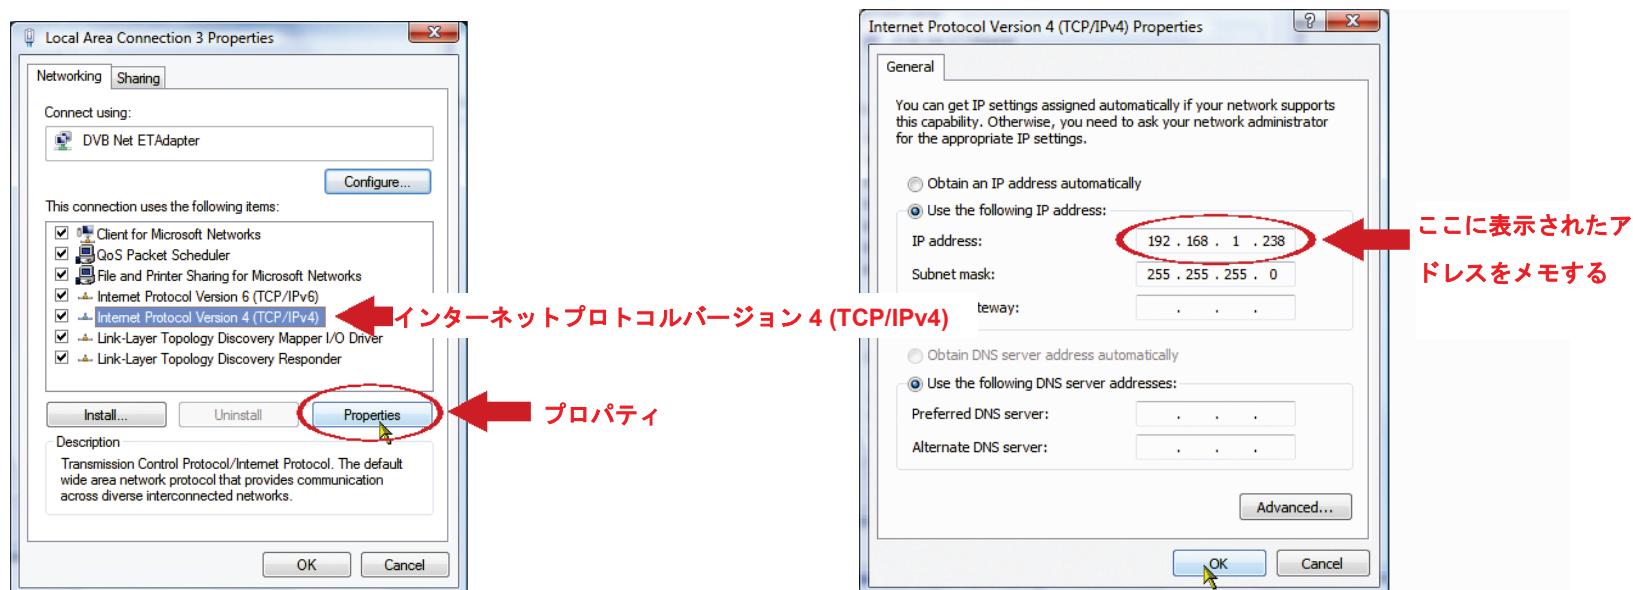 Local Area Connection 3 Properties
Networking
Sharing
Connect using:
DVB Net ETAdapter
Configure...
This connection uses the following items:
Client for Microsoft Networks
QoS Packet Scheduler
File and Printer Sharing for Microsoft Networks
Internet Protocol Version 6 (TCP/IPv6)
Internet Protocol Version 4 (TCP/IPv4)
Link-Layer Topology Discovery Mapper I/O Driver
Link-Layer Topology Discovery Responder
インターネットプロトコルバージョン 4 (TCP/IPv4)
Install...
Uninstall
Properties
プロパティ
Description
Transmission Control Protocol/Internet Protocol. The default
wide area network protocol that provides communication
across diverse interconnected networks.
OK
Cancel
Internet Protocol Version 4 (TCP/IPv4) Properties
General
You can get IP settings assigned automatically if your network supports
this capability. Otherwise, you need to ask your network administrator
for the appropriate IP settings.
Obtain an IP address automatically
Use the following IP address:
IP address:
192 . 168 . 1 . 238
Subnet mask:
255 . 255 . 255 . 0
teway:
. . .
ここに表示されたア
ドレスをメモする
Obtain DNS server address automatically
Use the following DNS server addresses:
Preferred DNS server:
. . .
Alternate DNS server:
. . .
Advanced...
OK
Cancel